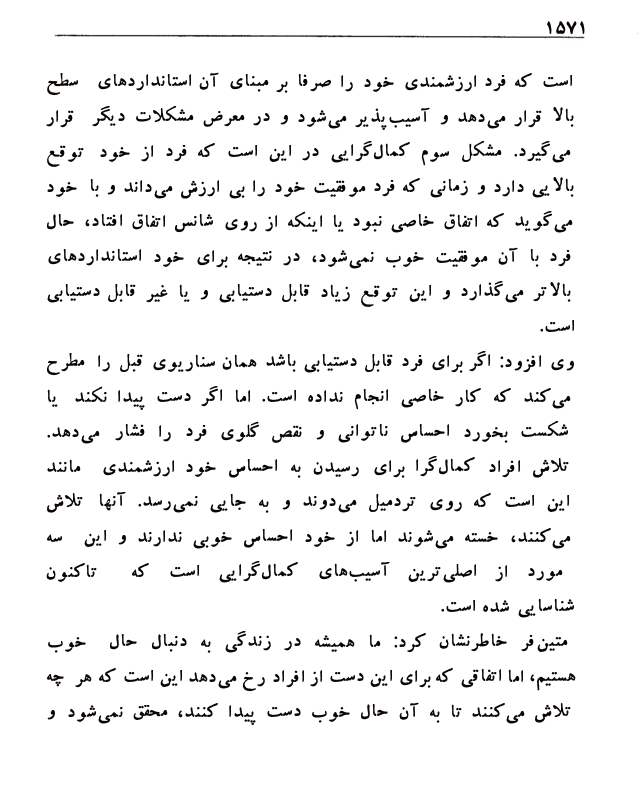 ۱۵۷۱
است که فرد ارزشمندی خود را صرفا بر مبنای آن استانداردهای سطح
بالا قرار می‌دهد و آسیب‌پذیر می‌شود و در معرض مشکلات دیگر قرار
می‌گیرد. مشکل سوم کمال‌گرایی در این است که فرد از خود توقع
بالایی دارد و زمانی که فرد موفقیت خود را بی ارزش می‌داند و با خود
می‌گوید که اتفاق خاصی نبود یا اینکه از روی شانس اتفاق افتاد، حال
فرد با آن موفقیت خوب نمی‌شود، در نتیجه برای خود استانداردهای
بالاتر می‌گذارد و این توقع زیاد قابل دستیابی و یا غیر قابل دستیابی
است.
وی افزود: اگر برای فرد قابل دستیابی باشد همان سناریوی قبل را مطرح
می‌کند که کار خاصی انجام نداده است. اما اگر دست پیدا نکند یا
شکست بخورد احساس ناتوانی و نقص گلوی فرد را فشار می‌دهد.
تلاش افراد کمال‌گرا برای رسیدن به احساس خود ارزشمندی مانند
این است که روی تردمیل می‌دوند و به جایی نمی‌رسد. آنها تلاش
می‌کنند، خسته می‌شوند اما از خود احساس خوبی ندارند و این سه
مورد از اصلی‌ترین آسیب‌های کمال‌گرایی است که تاکنون
شناسایی شده است.
متین‌فر خاطرنشان کرد: ما همیشه در زندگی به دنبال حال خوب
هستیم، اما اتفاقی که برای این دست از افراد رخ می‌دهد این است که هر چه
تلاش می‌کنند تا به آن حال خوب دست پیدا کنند، محقق نمی‌شود و